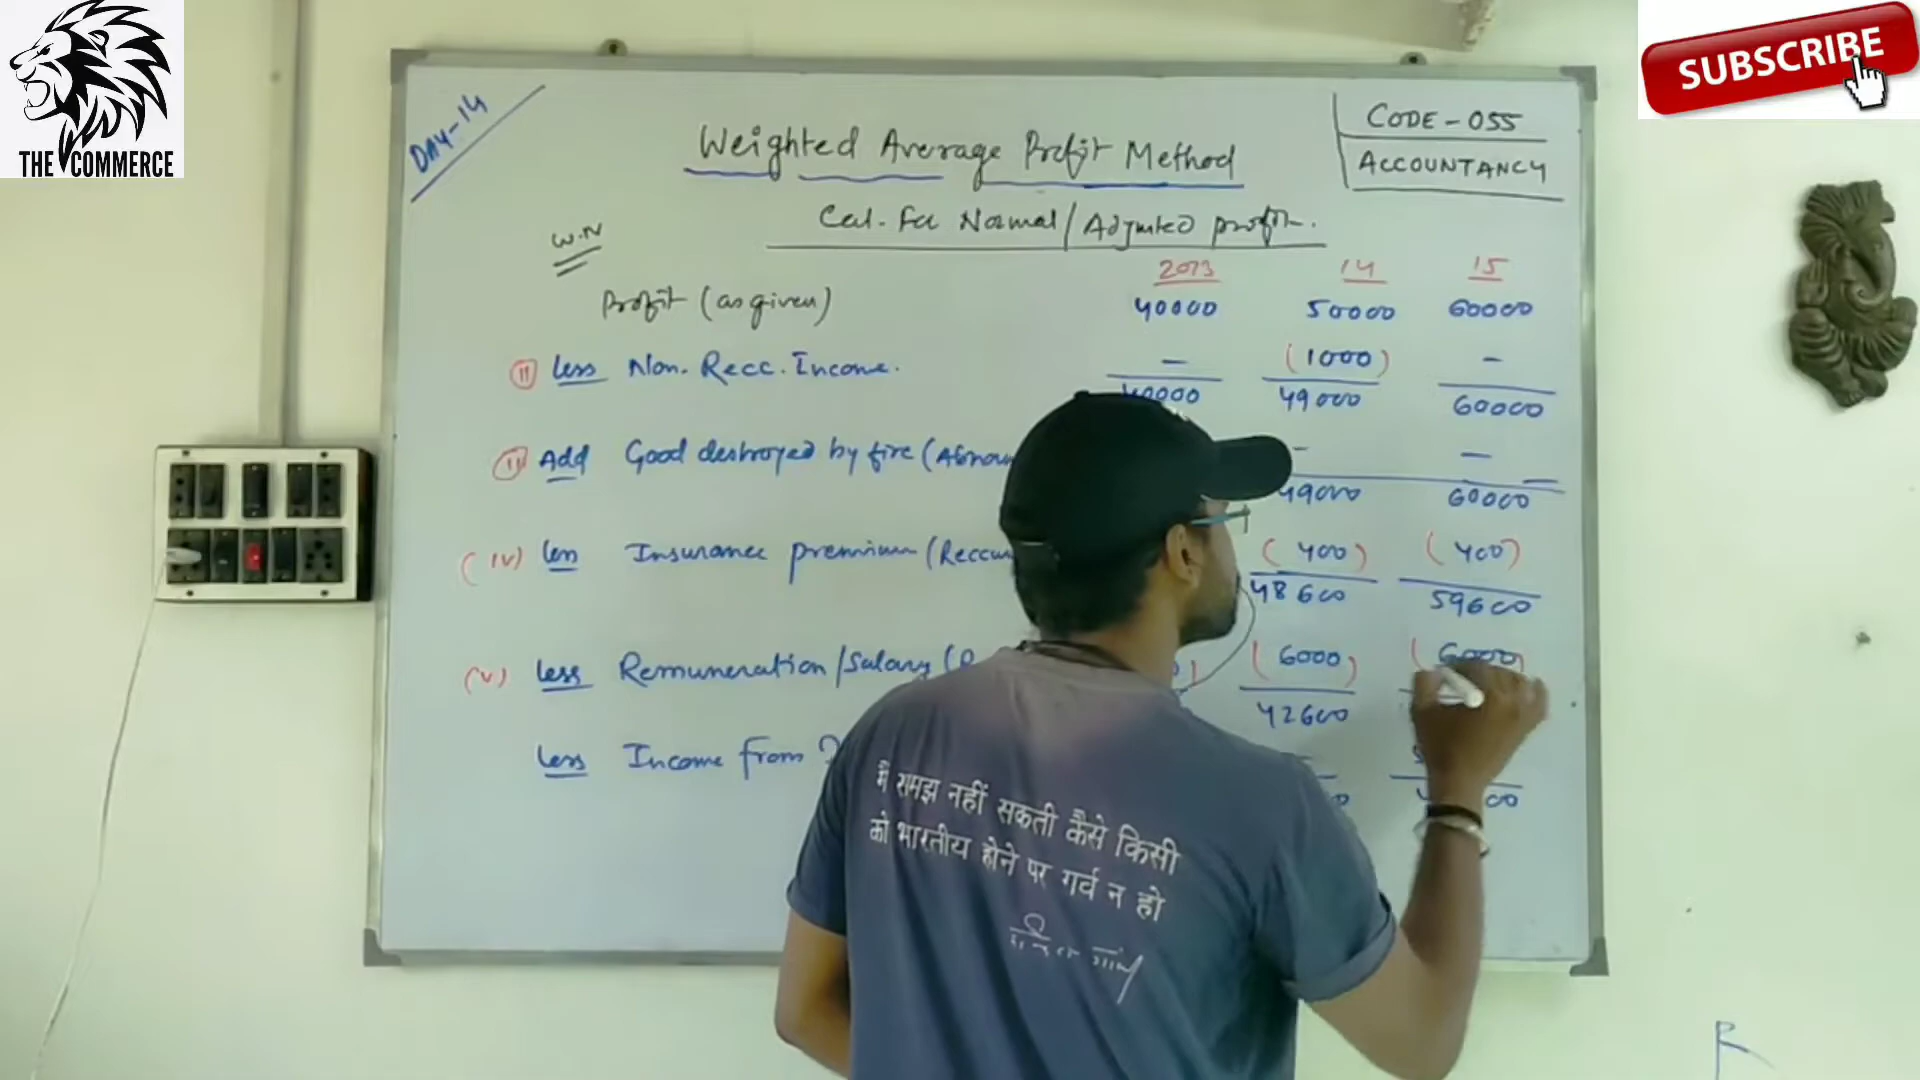 THE COMMERCE
SUBSCRIBE
DAY-14
CODE-055
ACCOUNTANCY
Weighted Average Profit Method
Cal. For Normal/Adjusted profit.
W.N
2013 14 15
Profit (as given) 40000 50000 60000
(ii) less Non. Recc. Income. — (1000) —
40000 49000 60000
Add Good destroyed by fire — —
49000 60000
(iv) less Insurance premium (400) (400)
48600 59600
(v) less Remuneration/Salary (6000) (6000)
42600
less Income from
मैं समझ नहीं सकती कैसे किसी
को भारतीय होने पर गर्व न हो
R